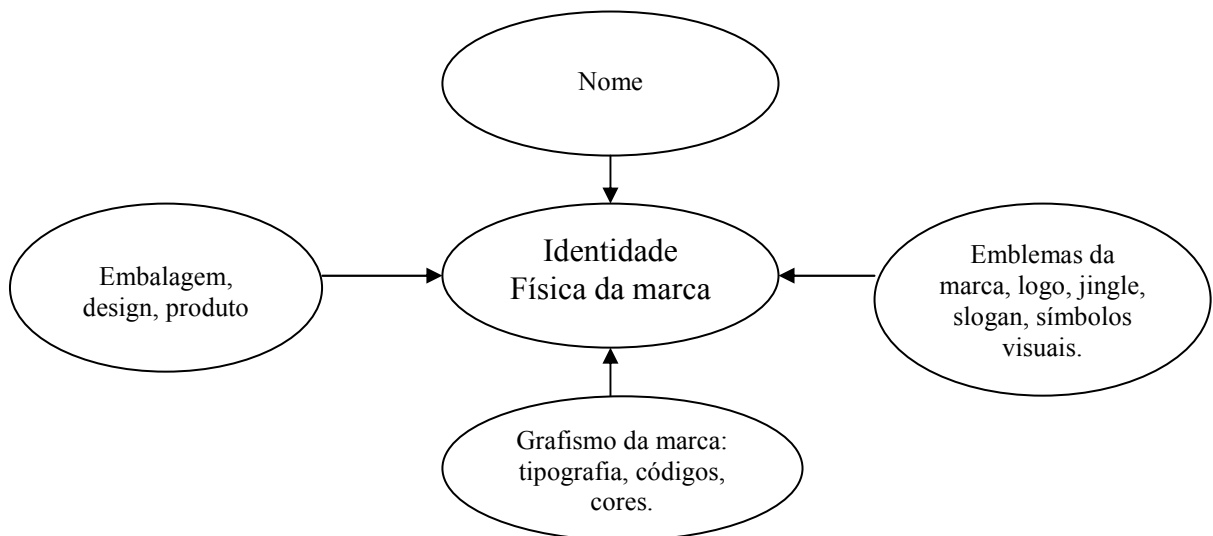 Nome
Identidade
Física da marca
Embalagem,
design, produto
Emblemas da
marca, logo, jingle,
slogan, símbolos
visuais.
Grafismo da marca:
tipografia, códigos,
cores.